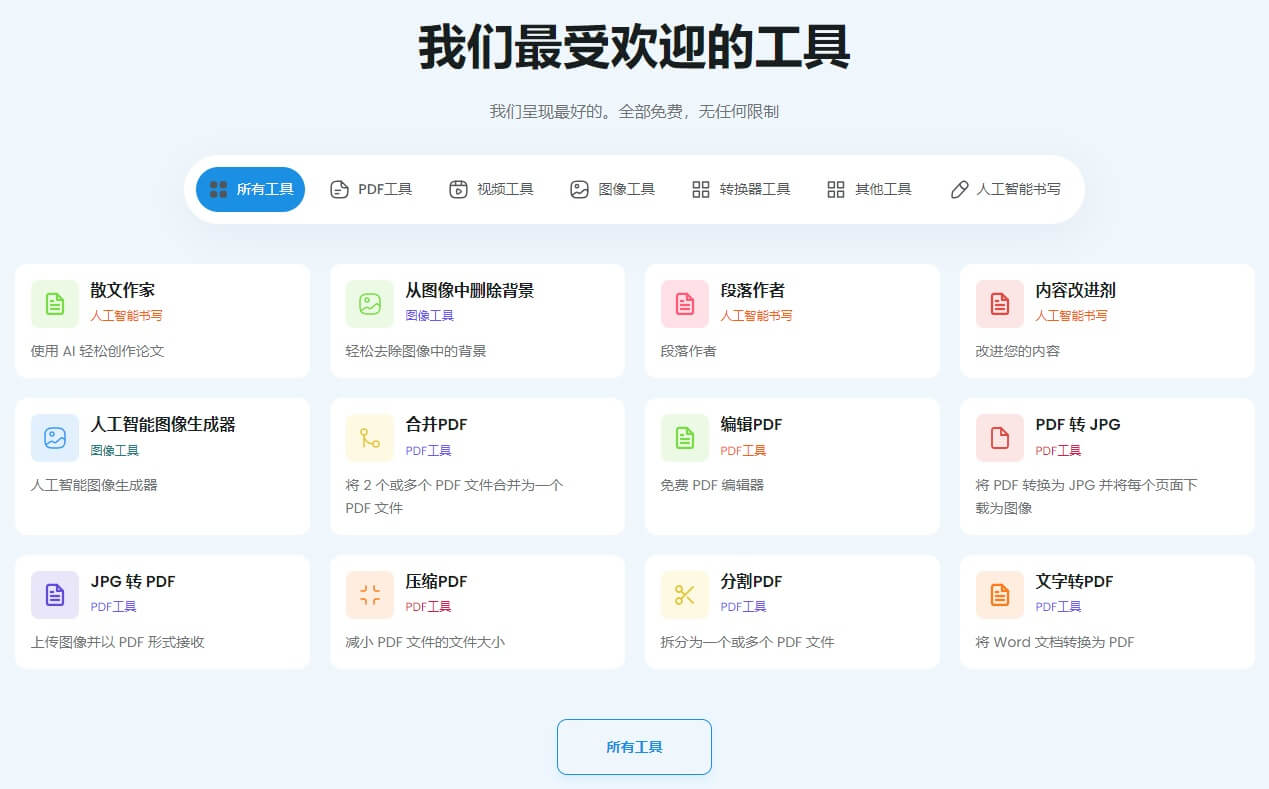 我们最受欢迎的工具
我们呈现最好的。全部免费，无任何限制
所有工具
PDF工具
视频工具
图像工具
转换器工具
其他工具
人工智能书写
散文作家
人工智能书写
使用 AI 轻松创作论文
从图像中删除背景
图像工具
轻松去除图像中的背景
段落作者
人工智能书写
段落作者
内容改进剂
人工智能书写
改进您的内容
人工智能图像生成器
图像工具
人工智能图像生成器
合并PDF
PDF工具
将 2 个或多个 PDF 文件合并为一个
PDF 文件
编辑PDF
PDF工具
免费 PDF 编辑器
PDF 转 JPG
PDF工具
将 PDF 转换为 JPG 并将每个页面下
载为图像
JPG 转 PDF
PDF工具
上传图像并以 PDF 形式接收
压缩PDF
PDF工具
减小 PDF 文件的文件大小
分割PDF
PDF工具
拆分为一个或多个 PDF 文件
文字转PDF
PDF工具
将 Word 文档转换为 PDF
所有工具